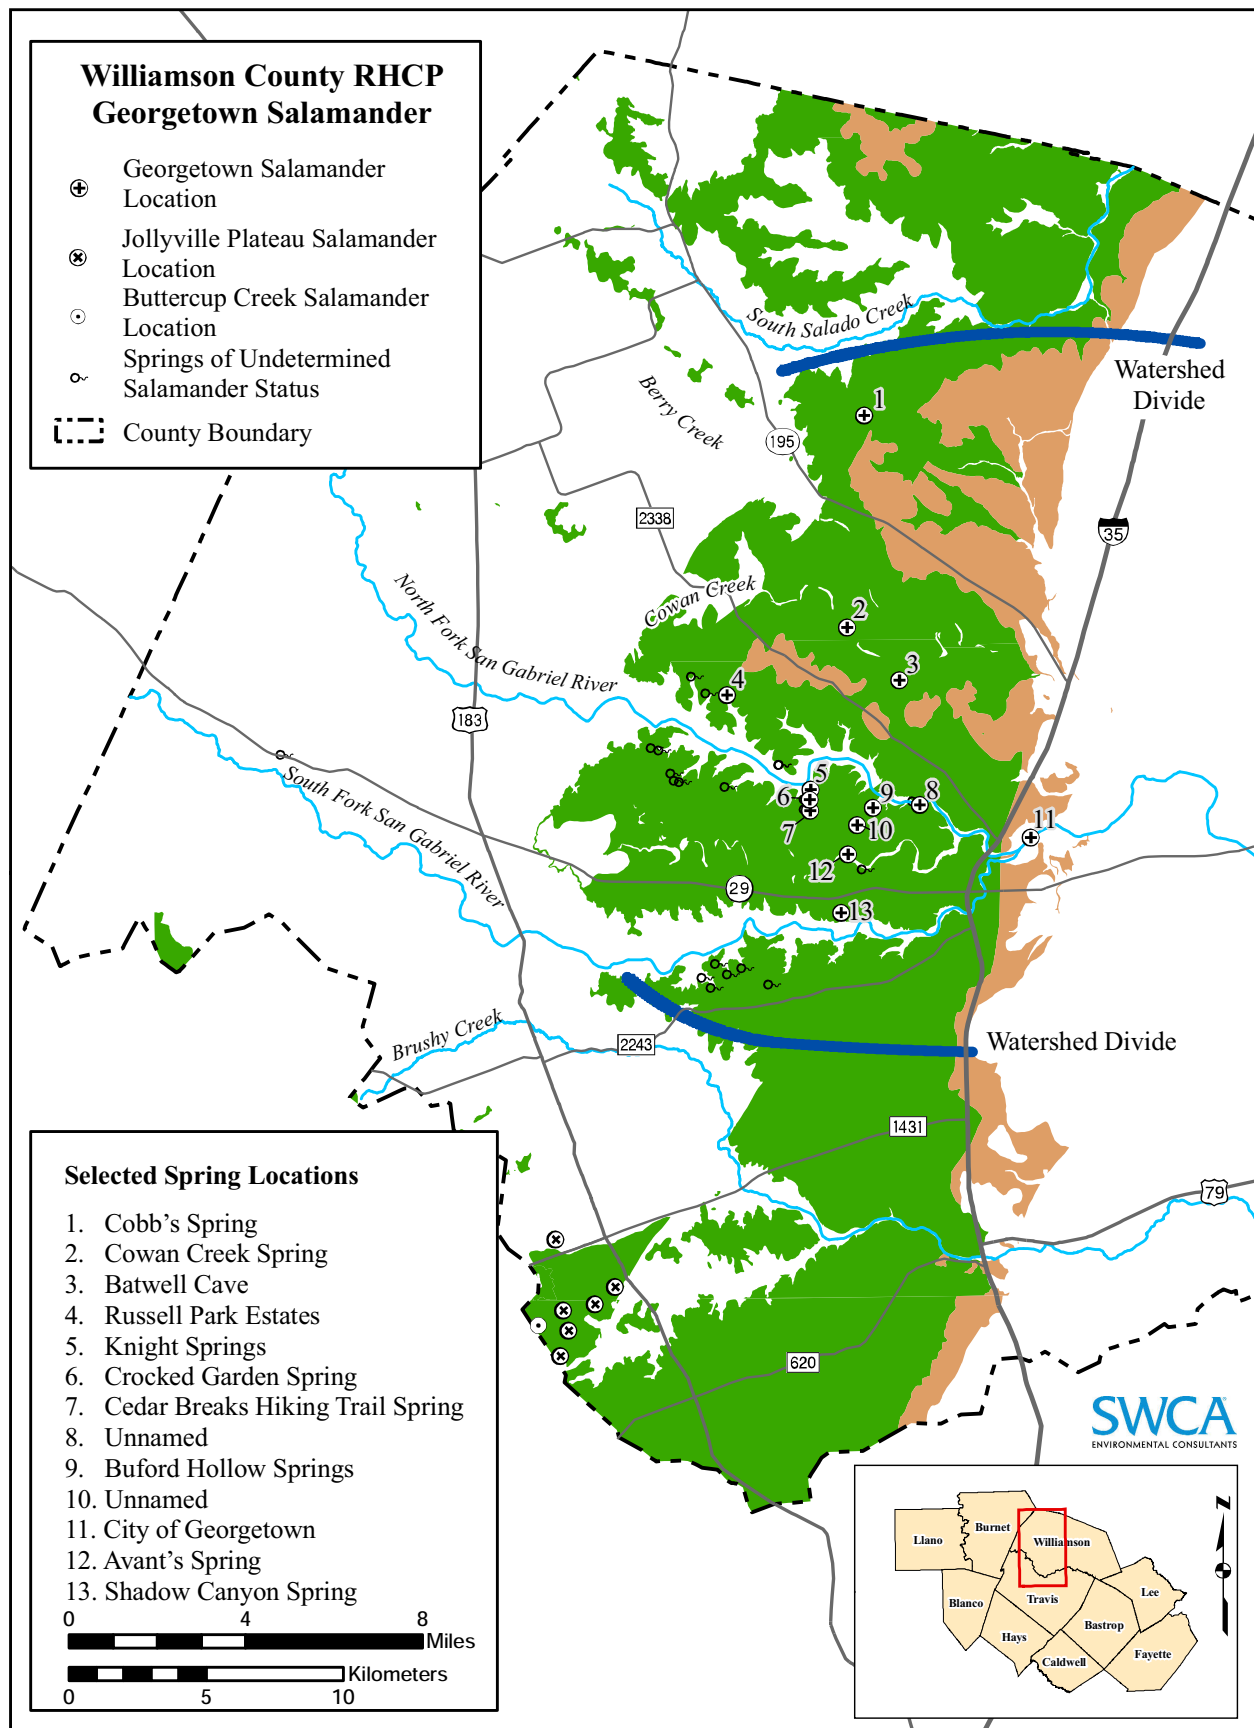 Williamson County RHCP
Georgetown Salamander
Georgetown Salamander
Location
Jollyville Plateau Salamander
Location
Buttercup Creek Salamander
Location
Springs of Undetermined
Salamander Status
County Boundary
South Salado Creek
Watershed
Divide
Berry Creek
1
195
2338
35
Cowan Creek
2
North Fork San Gabriel River
3
4
183
South Fork San Gabriel River
5
6
7
9
8
10
11
12
29
13
Brushy Creek
2243
Watershed Divide
1431
79
620
Selected Spring Locations
1. Cobb's Spring
2. Cowan Creek Spring
3. Batwell Cave
4. Russell Park Estates
5. Knight Springs
6. Crocked Garden Spring
7. Cedar Breaks Hiking Trail Spring
8. Unnamed
9. Buford Hollow Springs
10. Unnamed
11. City of Georgetown
12. Avant's Spring
13. Shadow Canyon Spring
0 4 8
Miles
Kilometers
0 5 10
SWCA
ENVIRONMENTAL CONSULTANTS
N
Llano
Burnet
Williamson
Blanco
Travis
Lee
Hays
Bastrop
Caldwell
Fayette